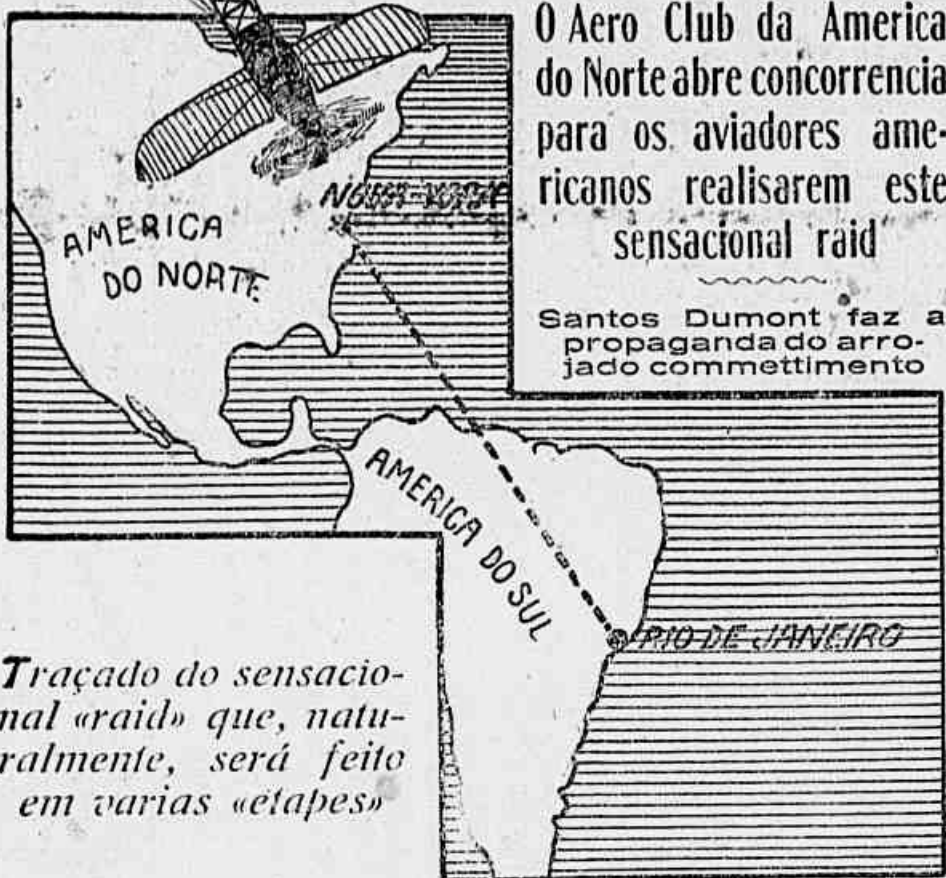 O Aero Club da America
do Norte abre concorrencia
para os aviadores ame-
ricanos realisarem este
sensacional raid
Santos Dumont faz a
propaganda do arro-
jado commettimento
NOVA-YORK
AMERICA
DO NORTE
AMERICA DO SUL
RIO DE JANEIRO
Traçado do sensacio-
nal «raid» que, natu-
ralmente, será feito
em varias «etapes»